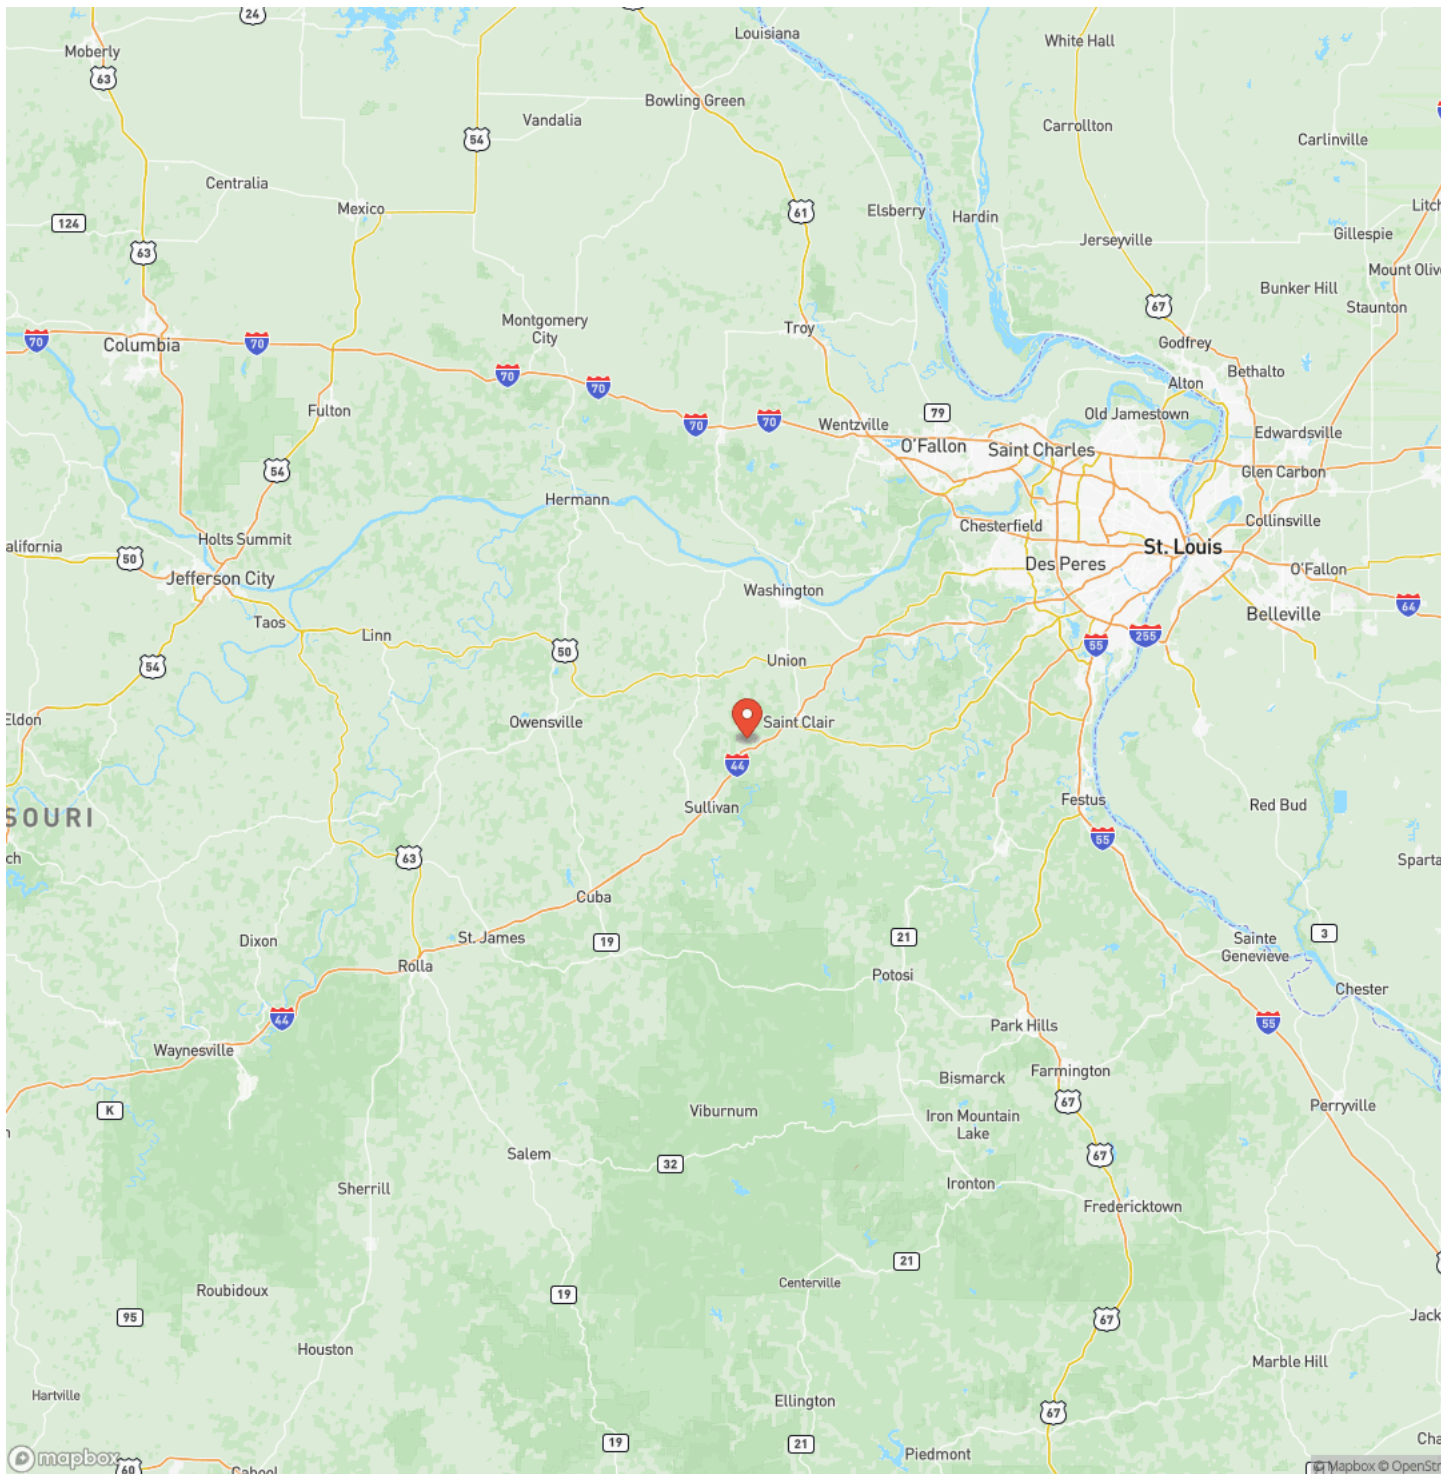 24
Louisiana
White Hall
Moberly
63
Bowling Green
Vandalia
Carrollton
54
Carlinville
Centralia
Mexico
61
Elsberry
Hardin
124
Jerseyville
Gillespie
63
Mount Olive
Bunker Hill
67
Staunton
Montgomery
City
Troy
70
70
Columbia
Godfrey
Bethalto
70
70
Alton
Fulton
79
Old Jamestown
70
70
Wentzville
Edwardsville
O'Fallon
Saint Charles
54
Glen Carbon
Hermann
Chesterfield
Collinsville
Holts Summit
alifornia
50
St. Louis
Jefferson City
Des Peres
O'Fallon
Washington
64
Taos
Belleville
Linn
50
55
255
54
Union
Eldon
Owensville
Saint Clair
44
Sullivan
Festus
Red Bud
SOURI
55
ch
63
Sparta
Cuba
Dixon
St. James
19
21
3
Sainte
Genevieve
Rolla
Potosi
Chester
44
Park Hills
55
Waynesville
Bismarck
Farmington
K
Viburnum
67
Perryville
Iron Mountain
Lake
Salem
32
67
Sherrill
Ironton
Fredericktown
21
Roubidoux
19
Centerville
95
67
Jack
Houston
Marble Hill
Hartville
Ellington
67
19
21
Cha
mapbox
60
Cabool
Piedmont
© Mapbox © OpenStr